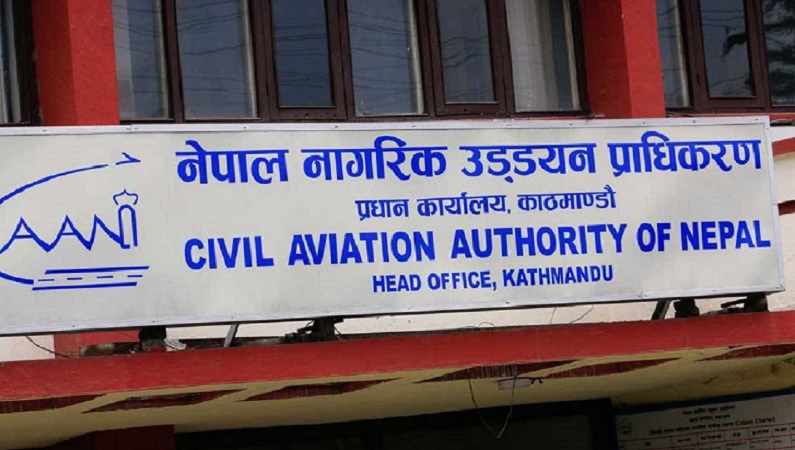 नेपाल नागरिक उड्डयन प्राधिकरण
प्रधान कार्यालय, काठमाण्डौ
CIVIL AVIATION AUTHORITY OF NEPAL
HEAD OFFICE, KATHMANDU